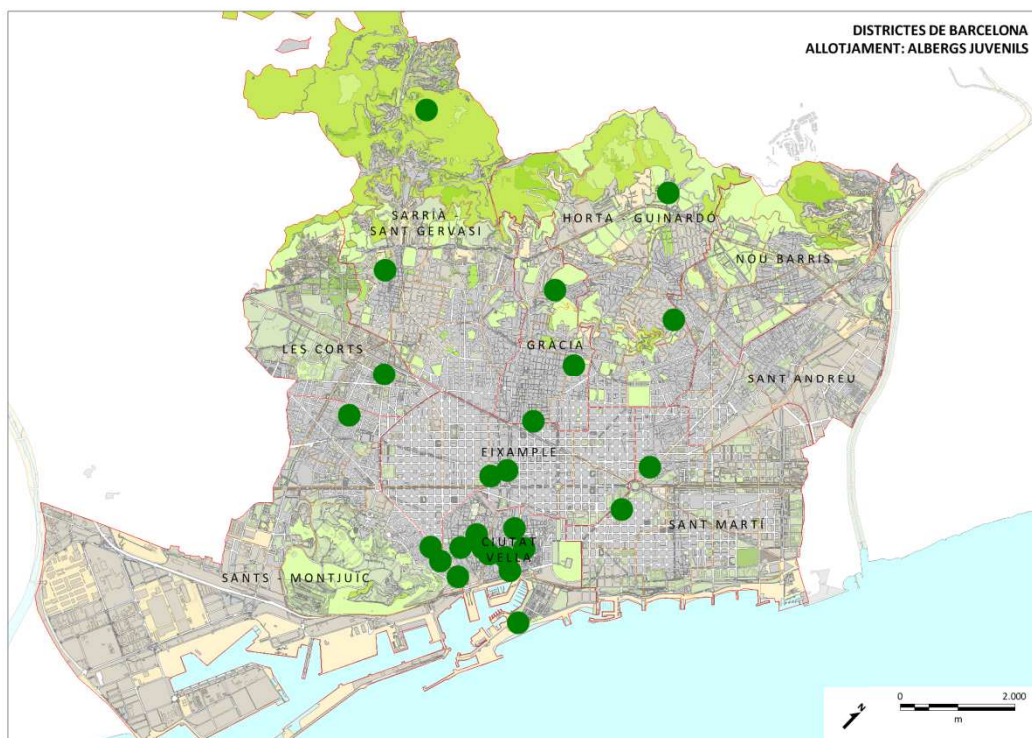 DISTRICTES DE BARCELONA
ALLOTJAMENT: ALBERGS JUVENILS
SARRIÀ -
SANT GERVASI
HORTA - GUINARDÓ
NOU BARRIS
LES CORTS
GRÀCIA
SANT ANDREU
EIXAMPLE
SANT MARTÍ
CIUTAT
VELLA
SANTS - MONTJUÏC
N
0 2.000
m